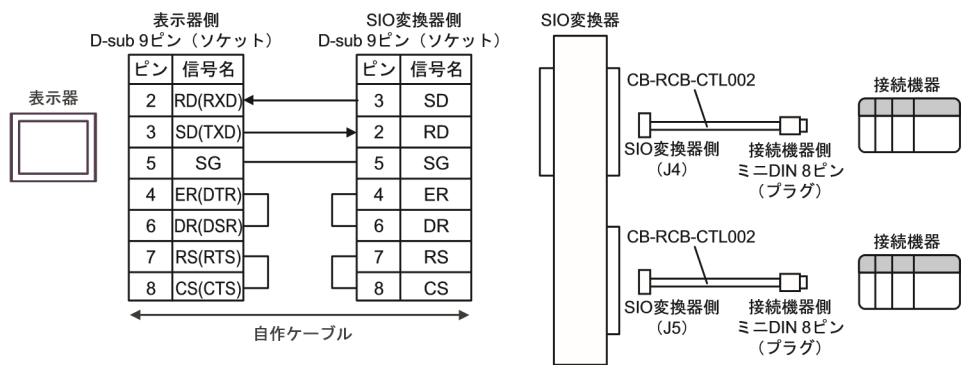 表示器側
D-sub 9ピン（ソケット）
SIO変換器側
D-sub 9ピン（ソケット）
SIO変換器
表示器
ピン 信号名
2 RD(RXD)
3 SD(TXD)
5 SG
4 ER(DTR)
6 DR(DSR)
7 RS(RTS)
8 CS(CTS)
ピン 信号名
3 SD
2 RD
5 SG
4 ER
6 DR
7 RS
8 CS
自作ケーブル
CB-RCB-CTL002
接続機器
SIO変換器側
（J4）
接続機器側
ミニDIN 8ピン
（プラグ）
CB-RCB-CTL002
接続機器
SIO変換器側
（J5）
接続機器側
ミニDIN 8ピン
（プラグ）